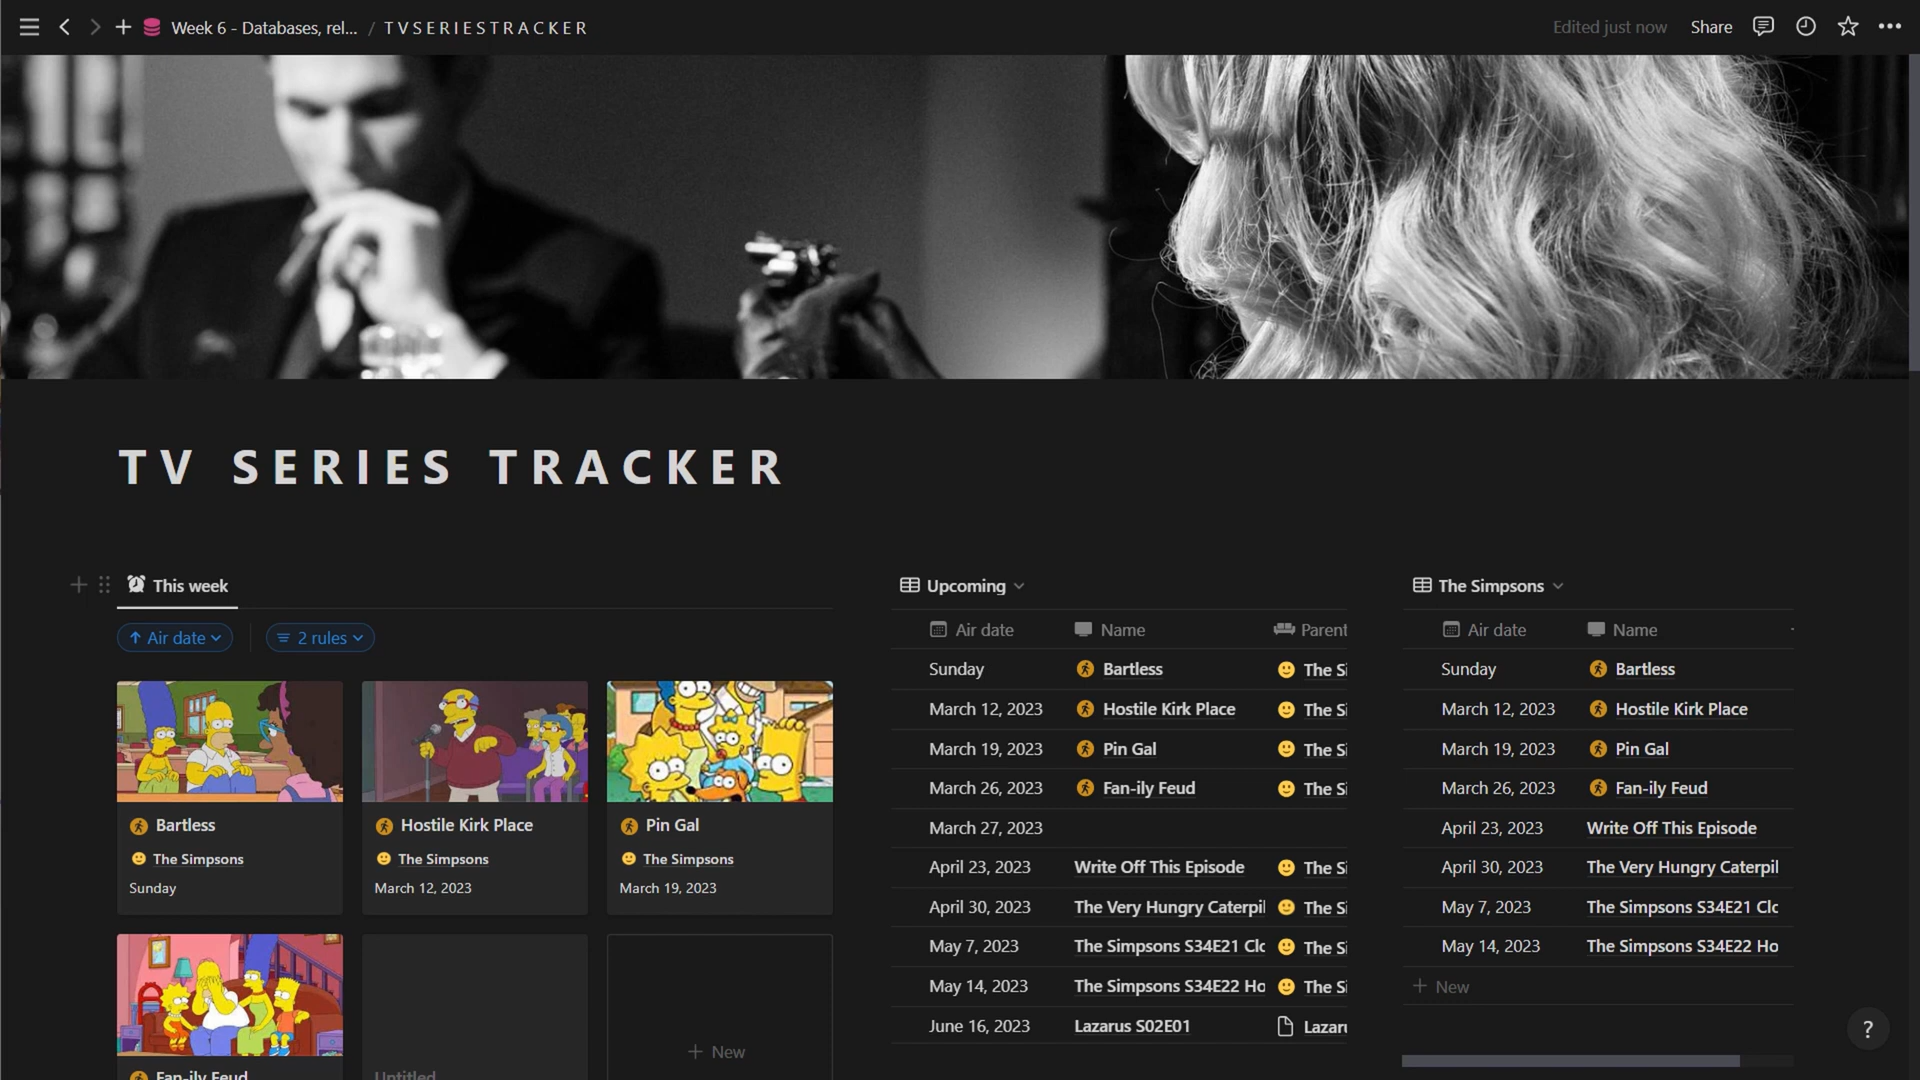 Week 6 - Databases, rel... / T V S E R I E S T R A C K E R
Edited just now
Share
TV SERIES TRACKER
This week
Air date
2 rules
Bartless
The Simpsons
Sunday
Hostile Kirk Place
The Simpsons
March 12, 2023
Pin Gal
The Simpsons
March 19, 2023
Fan-ily Feud
Untitled
+ New
Upcoming
Air date Name Parent
Sunday Bartless The Si
March 12, 2023 Hostile Kirk Place The Si
March 19, 2023 Pin Gal The Si
March 26, 2023 Fan-ily Feud The Si
March 27, 2023
April 23, 2023 Write Off This Episode The Si
April 30, 2023 The Very Hungry Caterpil The Si
May 7, 2023 The Simpsons S34E21 Clo The Si
May 14, 2023 The Simpsons S34E22 Ho The Si
June 16, 2023 Lazarus S02E01 Lazaru
The Simpsons
Air date Name
Sunday Bartless
March 12, 2023 Hostile Kirk Place
March 19, 2023 Pin Gal
March 26, 2023 Fan-ily Feud
April 23, 2023 Write Off This Episode
April 30, 2023 The Very Hungry Caterpil
May 7, 2023 The Simpsons S34E21 Clo
May 14, 2023 The Simpsons S34E22 Ho
+ New
?